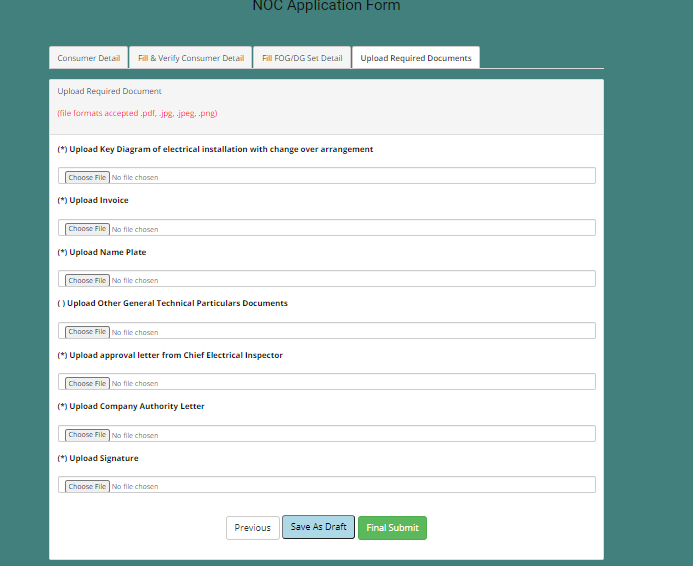 NOC Application Form
Consumer Detail Fill & Verify Consumer Detail Fill FOG/DG Set Detail Upload Required Documents
Upload Required Document
(file formats accepted .pdf, .jpg, .jpeg, .png)
(*) Upload Key Diagram of electrical installation with change over arrangement
Choose File No file chosen
(*) Upload Invoice
Choose File No file chosen
(*) Upload Name Plate
Choose File No file chosen
( ) Upload Other General Technical Particulars Documents
Choose File No file chosen
(*) Upload approval letter from Chief Electrical Inspector
Choose File No file chosen
(*) Upload Company Authority Letter
Choose File No file chosen
(*) Upload Signature
Choose File No file chosen
Previous Save As Draft Final Submit